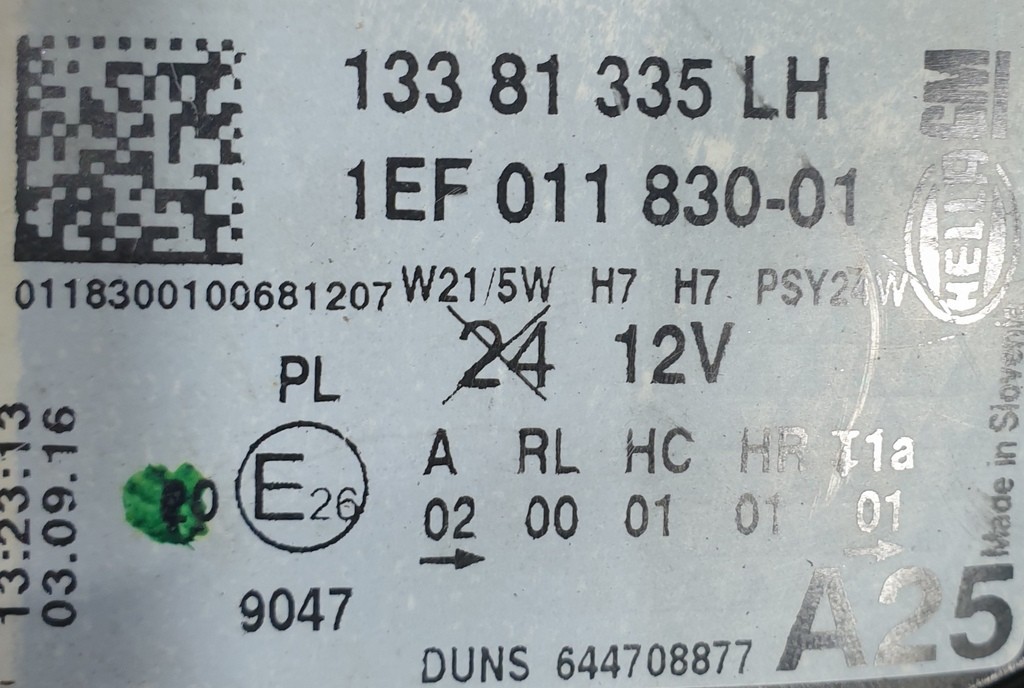 133 81 335 LH
GM
1EF 011 830-01
HELLA
0118300100681207
W21/5W H7 H7 PSY24W
24 12V
PL
A RL HC HR 1a
E26
02 00 01 01 01
9047
DUNS 644708877
A25
Made in Slovenia
13:23:13
03.09.16